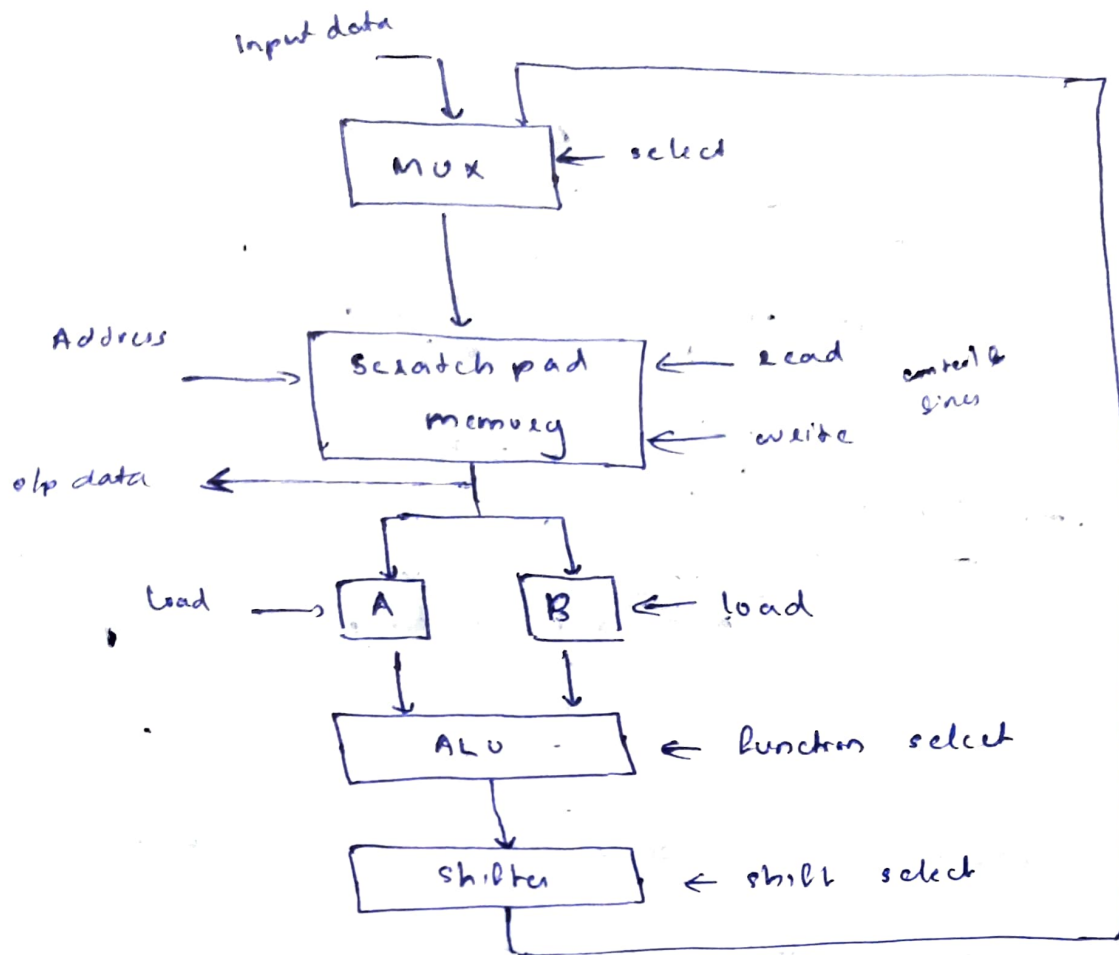 Input data
MUX
select
Address
Scratch pad
memory
read
write
control
lines
o/p data
Load
A
B
load
ALU
function select
Shifter
shift select